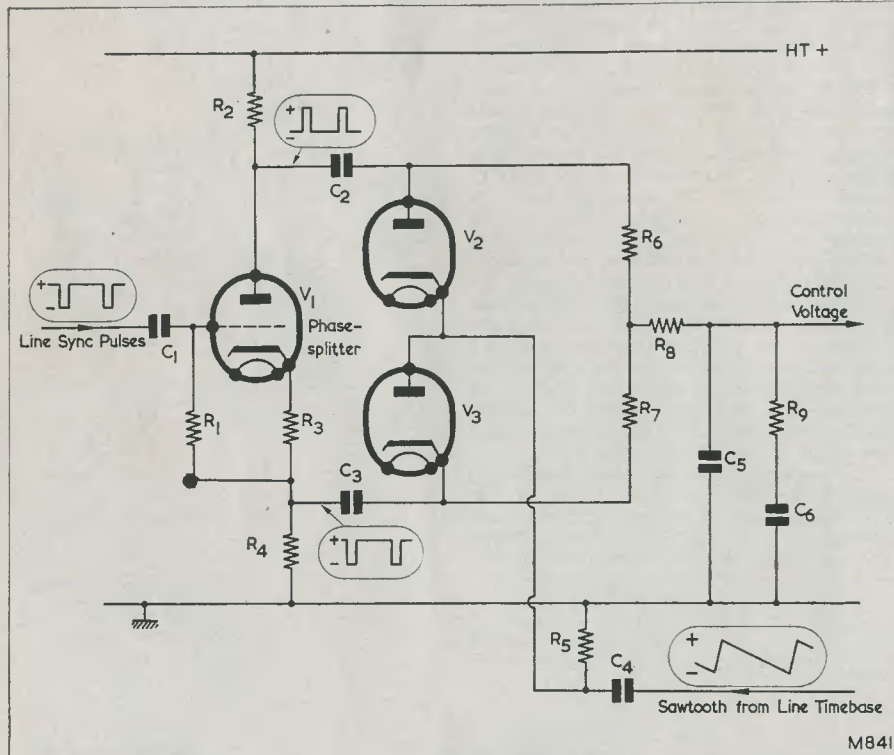 HT +
R2
+
-
C2
V2
R6
+
-
V1
Control
Voltage
Line Sync Pulses
C1
Phase-
splitter
R8
R1
R3
V3
R7
R9
C3
C5
C6
R4
+
-
R5
C4
+
-
Sawtooth from Line Timebase
M841